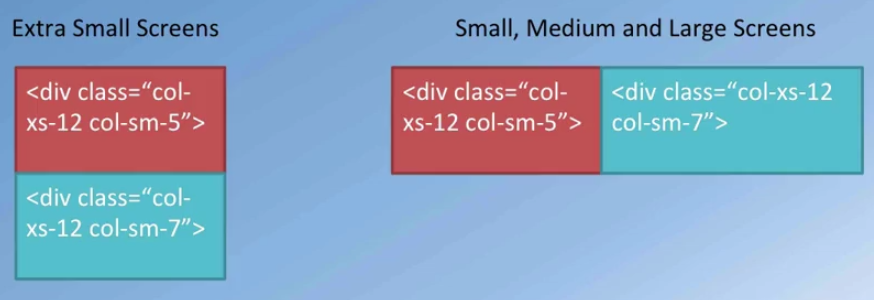 Extra Small Screens
Small, Medium and Large Screens
<div class=“col-
xs-12 col-sm-5”>
<div class=“col-
xs-12 col-sm-7”>
<div class=“col-
xs-12 col-sm-5”>
<div class=“col-xs-12
col-sm-7”>